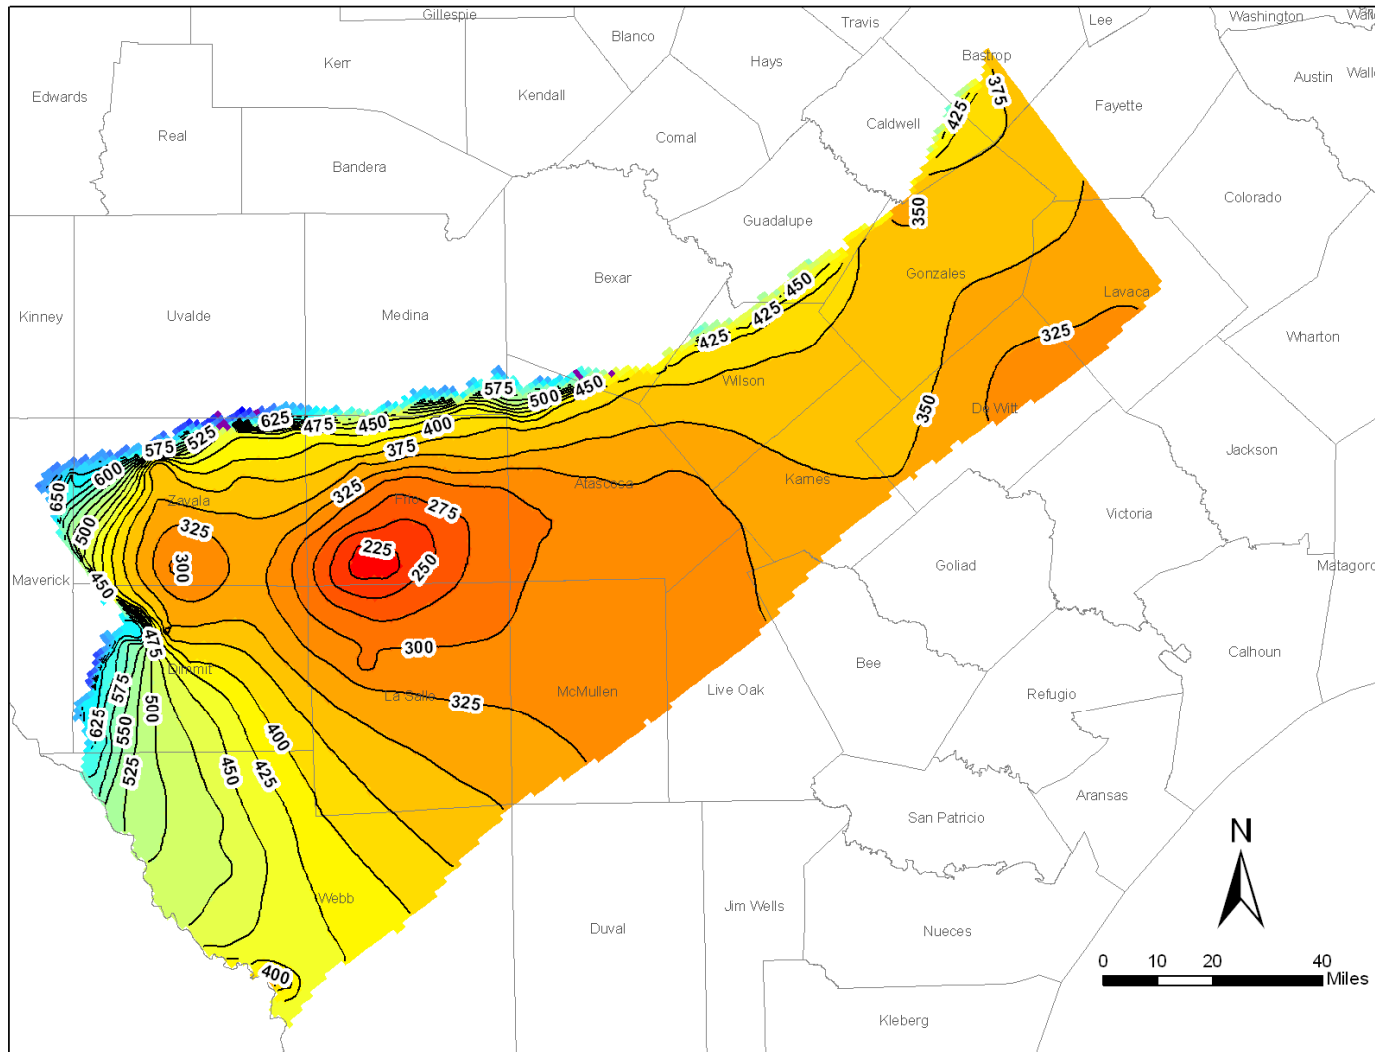 Gillespie
Travis
Lee
Washington
Blanco
Kerr
Hays
Bastrop
Austin
Edwards
Kendall
375
Fayette
425
Real
Comal
Caldwell
Bandera
Colorado
350
Guadalupe
Gonzales
Bexar
450
Lavaca
Kinney
Uvalde
Medina
425
425
325
Wharton
Wilson
575
500
450
350
De Witt
625
475
450
400
525
575
375
Jackson
600
650
325
Zavala
Frio
Atascosa
Karnes
275
Victoria
500
325
225
250
300
Goliad
Maverick
450
Matagord
475
300
Calhoun
Dimmit
575
Bee
La Salle
McMullen
Live Oak
Refugio
325
500
625
550
400
525
450
425
Aransas
San Patricio
N
Webb
Jim Wells
Duval
Nueces
400
0 10 20 40
Miles
Kleberg